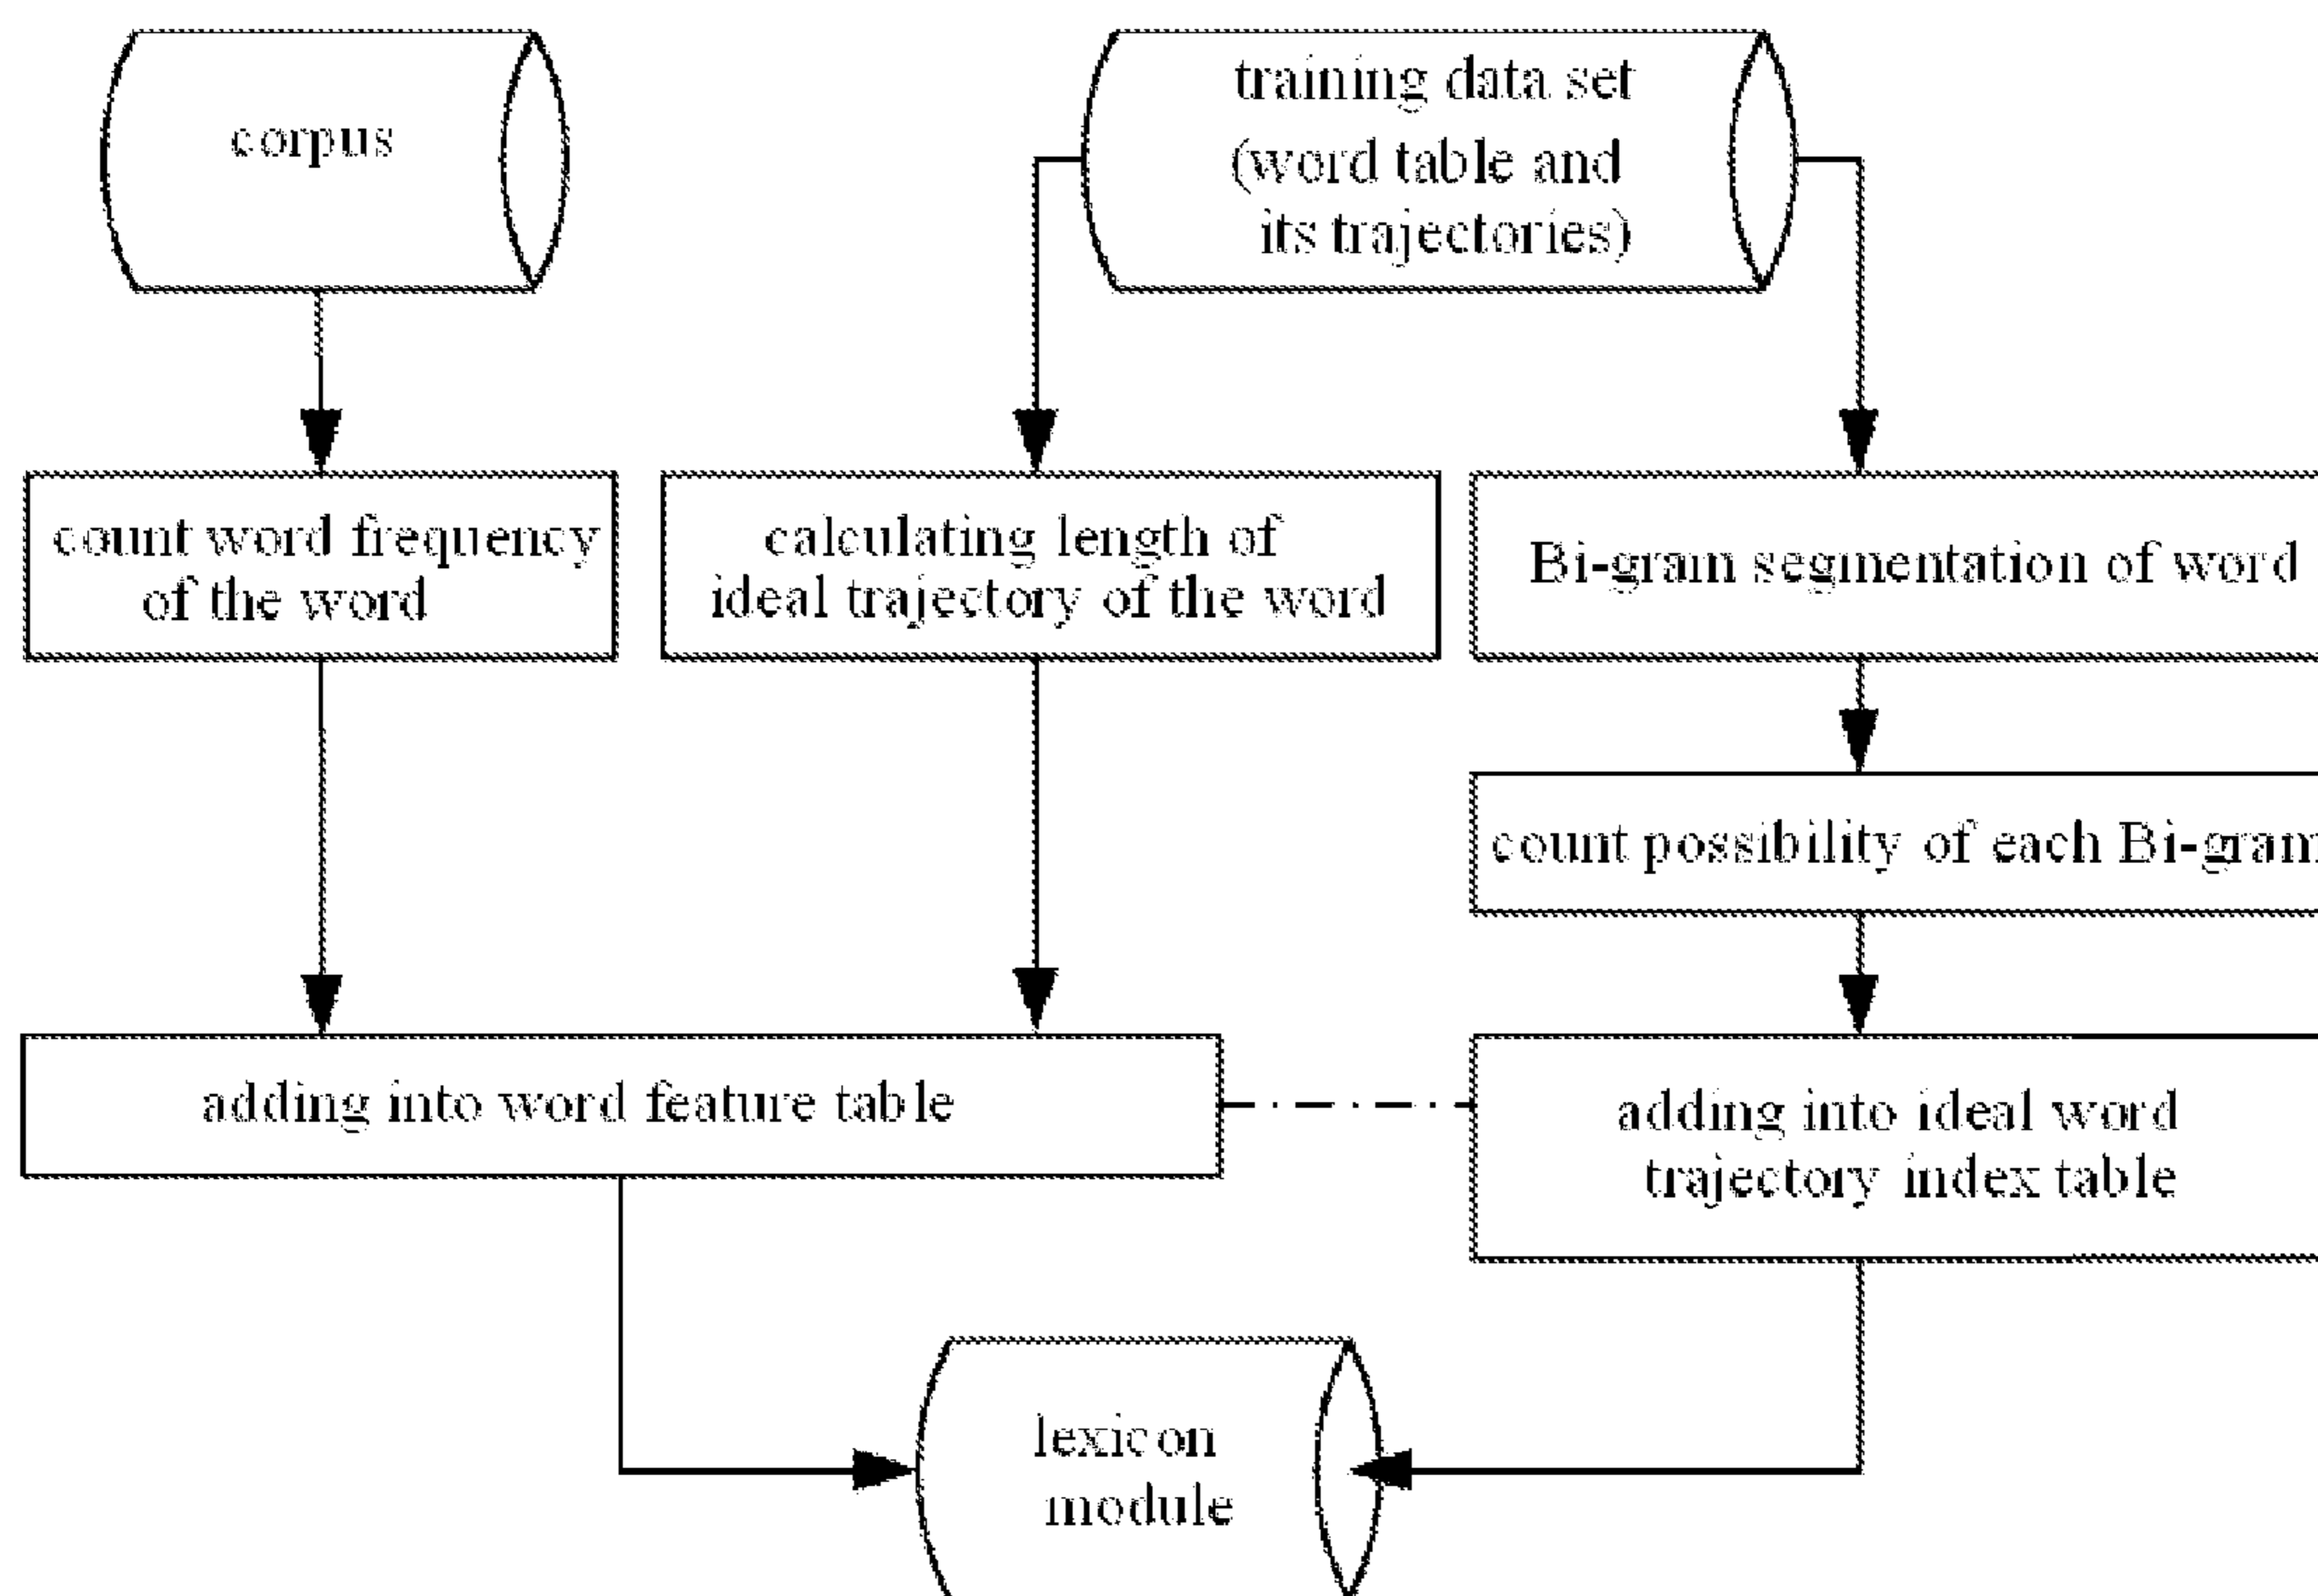 corpus
training data set
(word table and
its trajectories)
count word frequency
of the word
calculating length of
ideal trajectory of the word
Bi-gram segmentation of word
count possibility of each Bi-gram
adding into word feature table
adding into ideal word
trajectory index table
lexicon
module